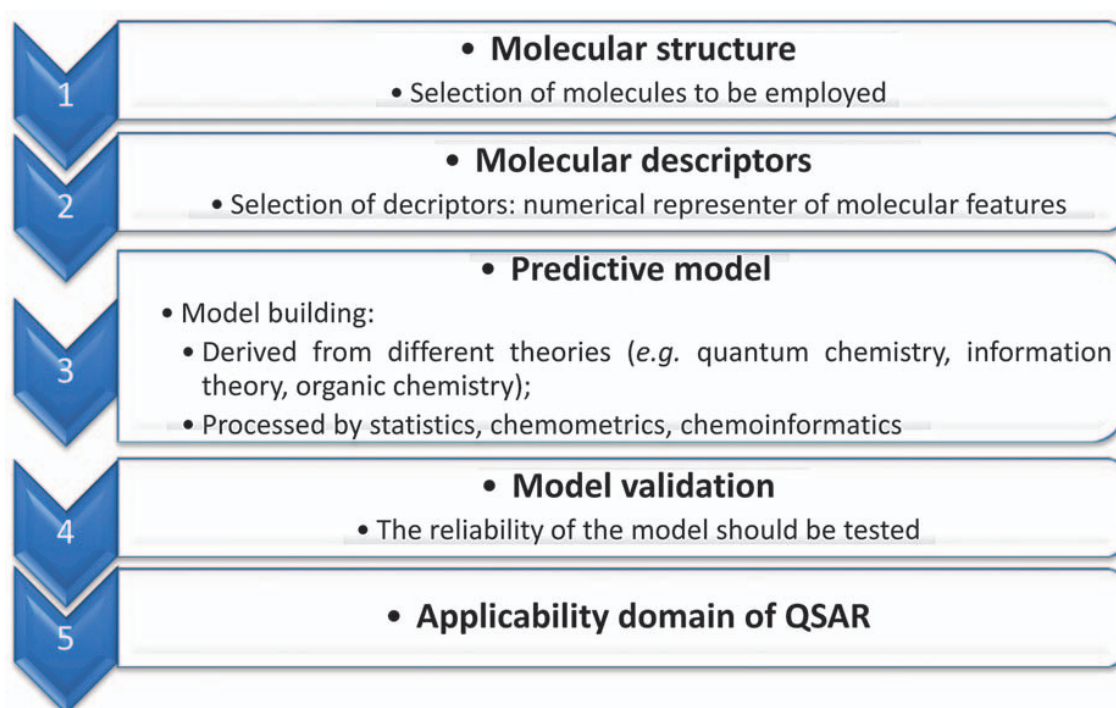 1
• Molecular structure
• Selection of molecules to be employed
2
• Molecular descriptors
• Selection of decriptors: numerical representer of molecular features
3
• Predictive model
• Model building:
• Derived from different theories (e.g. quantum chemistry, information
theory, organic chemistry);
• Processed by statistics, chemometrics, chemoinformatics
4
• Model validation
• The reliability of the model should be tested
5
• Applicability domain of QSAR